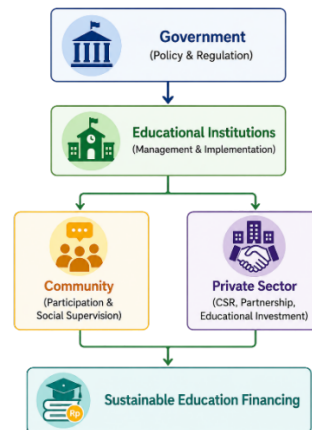 Government
(Policy & Regulation)
Educational Institutions
(Management & Implementation)
Community
(Participation &
Social Supervision)
Private Sector
(CSR, Partnership,
Educational Investment)
Rp
Sustainable Education Financing